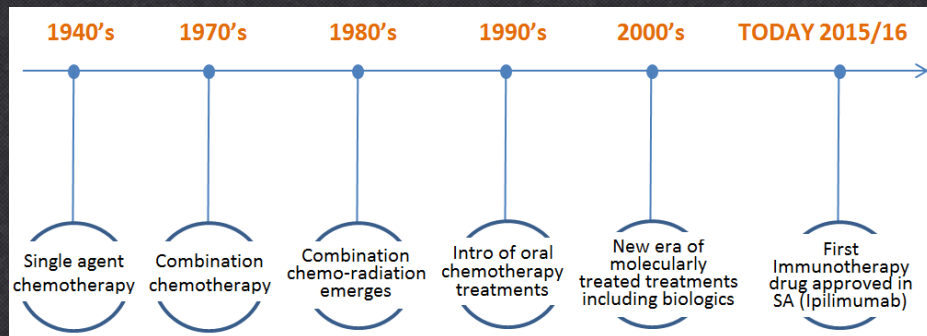 1940's
1970's
1980's
1990's
2000's
TODAY 2015/16
Single agent
chemotherapy
Combination
chemotherapy
Combination
chemo-radiation
emerges
Intro of oral
chemotherapy
treatments
New era of
molecularly
treated treatments
including biologics
First
Immunotherapy
drug approved in
SA (Ipilimumab)